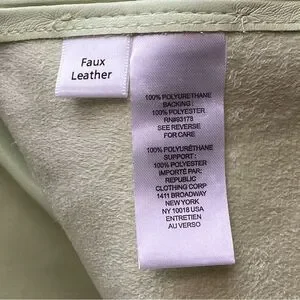 Faux
Leather
100% POLYURETHANE
BACKING :
100% POLYESTER
RN#93178
SEE REVERSE
FOR CARE
100% POLYURÉTHANE
SUPPORT :
100% POLYESTER
IMPORTÉ PAR:
REPUBLIC
CLOTHING CORP
1411 BROADWAY
NEW YORK
NY 10018 USA
ENTRETIEN
AU VERSO